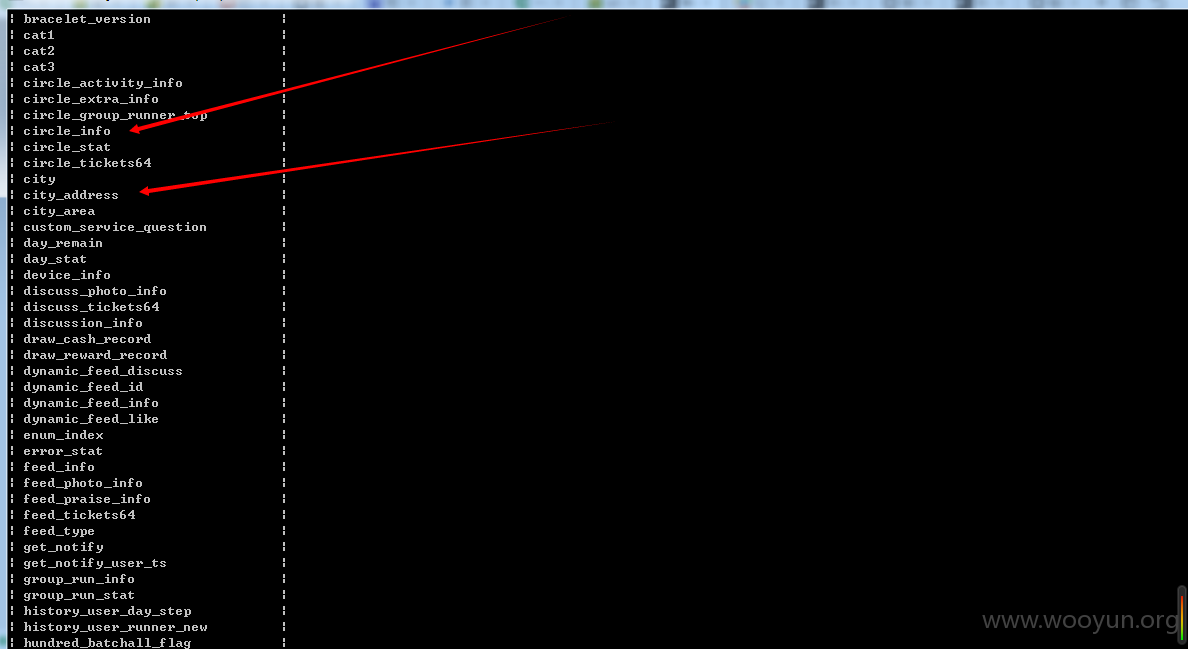 ¦ bracelet_version ¦
¦ cat1 ¦
¦ cat2 ¦
¦ cat3 ¦
¦ circle_activity_info ¦
¦ circle_extra_info ¦
¦ circle_group_runner_top ¦
¦ circle_info ¦
¦ circle_stat ¦
¦ circle_tickets64 ¦
¦ city ¦
¦ city_address ¦
¦ city_area ¦
¦ custom_service_question ¦
¦ day_remain ¦
¦ day_stat ¦
¦ device_info ¦
¦ discuss_photo_info ¦
¦ discuss_tickets64 ¦
¦ discussion_info ¦
¦ draw_cash_record ¦
¦ draw_reward_record ¦
¦ dynamic_feed_discuss ¦
¦ dynamic_feed_id ¦
¦ dynamic_feed_info ¦
¦ dynamic_feed_like ¦
¦ enum_index ¦
¦ error_stat ¦
¦ feed_info ¦
¦ feed_photo_info ¦
¦ feed_praise_info ¦
¦ feed_tickets64 ¦
¦ feed_type ¦
¦ get_notify ¦
¦ get_notify_user_ts ¦
¦ group_run_info ¦
¦ group_run_stat ¦
¦ history_user_day_step ¦
¦ history_user_runner_new ¦
¦ hundred_batchall_flag ¦
www.wooyun.org